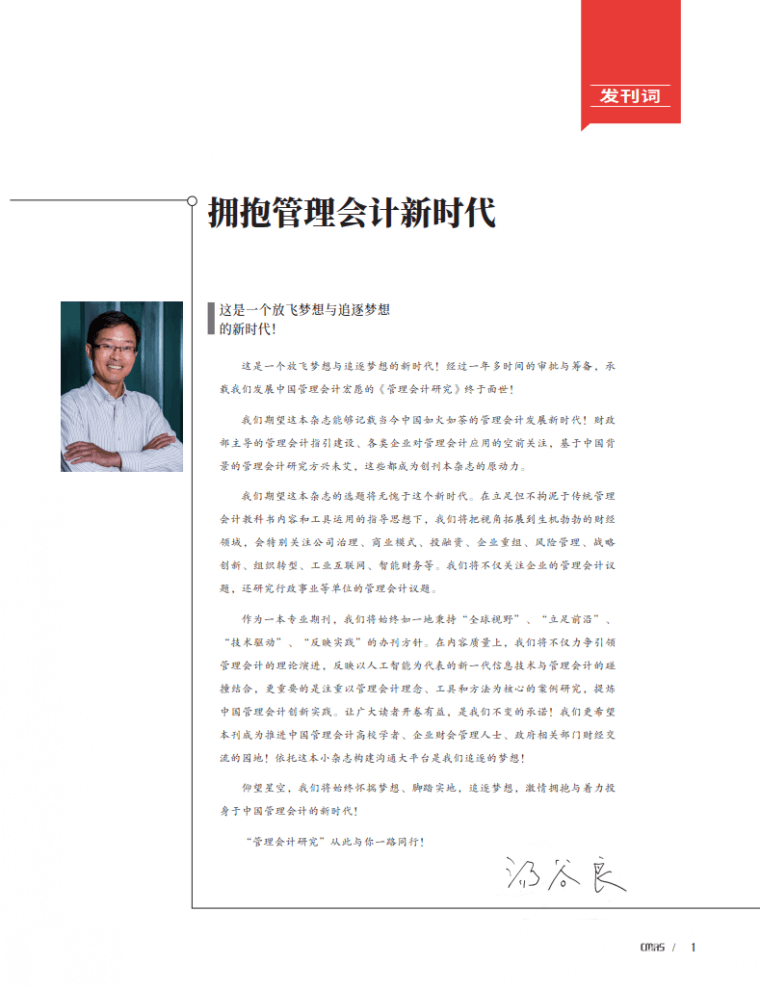 发刊词
拥抱管理会计新时代
这是一个放飞梦想与追逐梦想
的新时代！
这是一个放飞梦想与追逐梦想的新时代！经过一年多时间的审批与筹备，承
载我们发展中国管理会计宏愿的《管理会计研究》终于面世！
我们期望这本杂志能够记载当今中国如火如荼的管理会计发展新时代！财政
部主导的管理会计指引建设、各类企业对管理会计应用的空前关注，基于中国背
景的管理会计研究方兴未艾，这些都成为创刊本杂志的原动力。
我们期望这本杂志的选题将无愧于这个新时代。在立足但不拘泥于传统管理
会计教科书内容和工具运用的指导思想下，我们将把视角拓展到生机勃勃的财经
领域，会特别关注公司治理、商业模式、投融资、企业重组、风险管理、战略
创新、组织转型、工业互联网、智能财务等。我们将不仅关注企业的管理会计议
题，还研究行政事业等单位的管理会计议题。
作为一本专业期刊，我们将始终如一地秉持“全球视野”、“立足前沿”、
“技术驱动”、“反映实践”的办刊方针。在内容质量上，我们将不仅力争引领
管理会计的理论演进，反映以人工智能为代表的新一代信息技术与管理会计的碰
撞结合，更重要的是注重以管理会计理念、工具和方法为核心的案例研究，提炼
中国管理会计创新实践。让广大读者开卷有益，是我们不变的承诺！我们更希望
本刊成为推进中国管理会计高校学者、企业财会管理人士、政府相关部门财经交
流的园地！依托这本小杂志构建沟通大平台是我们追逐的梦想！
仰望星空，我们将始终怀揣梦想、脚踏实地，追逐梦想，激情拥抱与着力投
身于中国管理会计的新时代！
“管理会计研究”从此与你一路同行！
汤谷良
cmas / 1